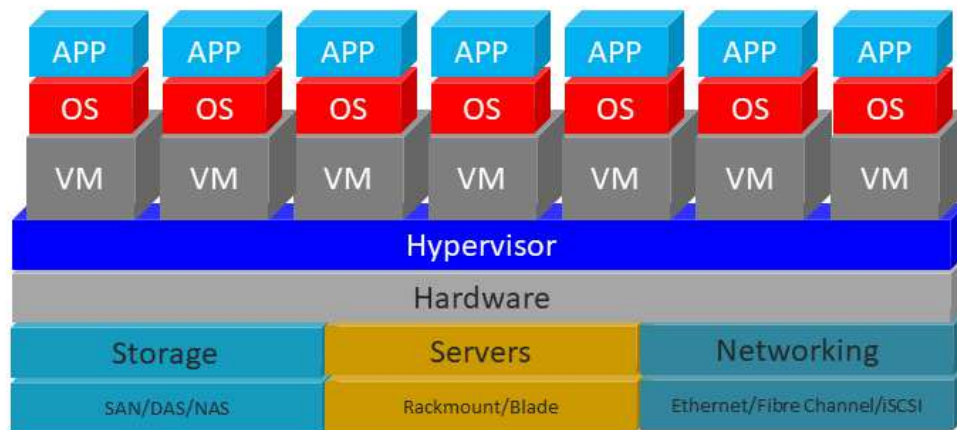 APP APP APP APP APP APP APP
OS OS OS OS OS OS OS
VM VM VM VM VM VM VM
Hypervisor
Hardware
Storage Servers Networking
SAN/DAS/NAS Rackmount/Blade Ethernet/Fibre Channel/iSCSI